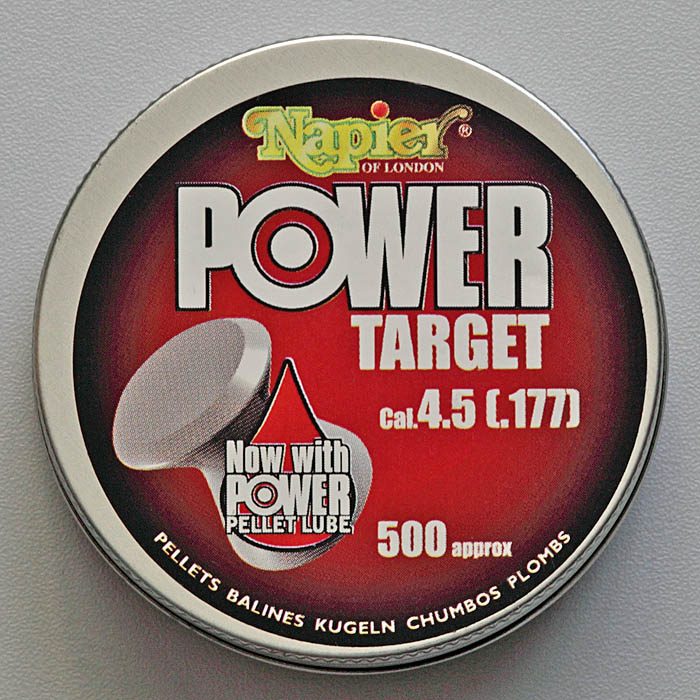 Napier®
OF LONDON
POWER
TARGET
Cal.4.5 (.177)
Now with
POWER
PELLET LUBE
500 approx
PELLETS BALINES KUGELN CHUMBOS PLOMBS